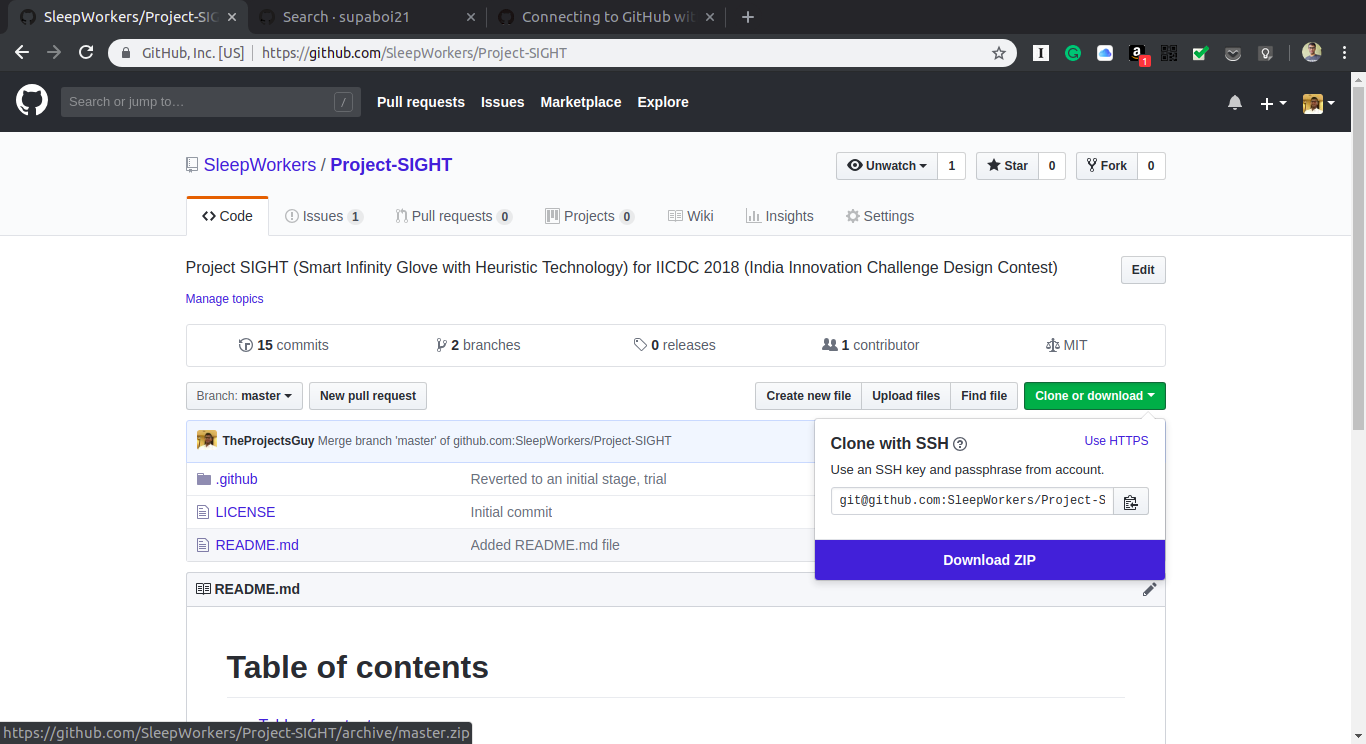 SleepWorkers/Project-SIG
Search · supaboi21
Connecting to GitHub wit
GitHub, Inc. [US] https://github.com/SleepWorkers/Project-SIGHT
1
Search or jump to… /
Pull requests Issues Marketplace Explore
SleepWorkers / Project-SIGHT
Unwatch 1 Star 0 Fork 0
Code Issues 1 Pull requests 0 Projects 0 Wiki Insights Settings
Project SIGHT (Smart Infinity Glove with Heuristic Technology) for IICDC 2018 (India Innovation Challenge Design Contest)
Edit
Manage topics
15 commits 2 branches 0 releases 1 contributor MIT
Branch: master New pull request Create new file Upload files Find file Clone or download
TheProjectsGuy Merge branch 'master' of github.com:SleepWorkers/Project-SIGHT
.github Reverted to an initial stage, trial
LICENSE Initial commit
README.md Added README.md file
Clone with SSH Use HTTPS
Use an SSH key and passphrase from account.
git@github.com:SleepWorkers/Project-S
Download ZIP
README.md
Table of contents
https://github.com/SleepWorkers/Project-SIGHT/archive/master.zip